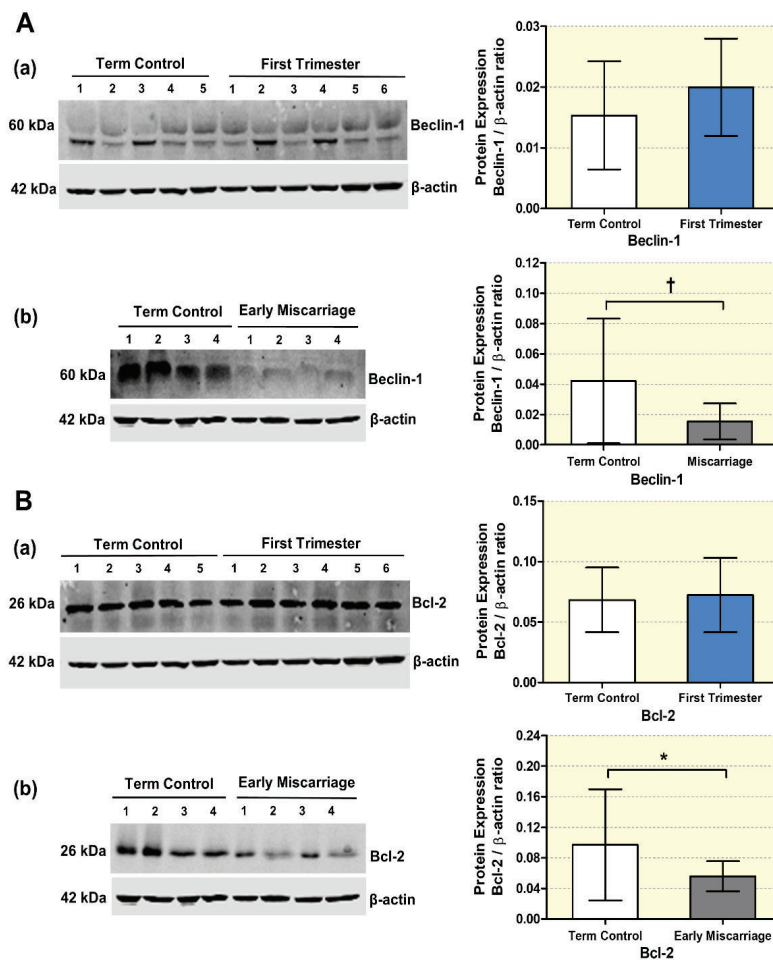 A
(a)
Term Control First Trimester
1 2 3 4 5 1 2 3 4 5 6
60 kDa Beclin-1
42 kDa β-actin
Protein Expression
Beclin-1 / β-actin ratio
0.03
0.02
0.01
0.00
Term Control First Trimester
Beclin-1
(b)
Term Control Early Miscarriage
1 2 3 4 1 2 3 4
60 kDa Beclin-1
42 kDa β-actin
Protein Expression
Beclin-1 / β-actin ratio
0.12
0.10
0.08
0.06
0.04
0.02
0.00
†
Term Control Miscarriage
Beclin-1
B
(a)
Term Control First Trimester
1 2 3 4 5 1 2 3 4 5 6
26 kDa Bcl-2
42 kDa β-actin
Protein Expression
Bcl-2 / β-actin ratio
0.15
0.10
0.05
0.00
Term Control First Trimester
Bcl-2
(b)
Term Control Early Miscarriage
1 2 3 4 1 2 3 4
26 kDa Bcl-2
42 kDa β-actin
Protein Expression
Bcl-2 / β-actin ratio
0.24
0.20
0.16
0.12
0.08
0.04
0.00
*
Term Control Early Miscarriage
Bcl-2